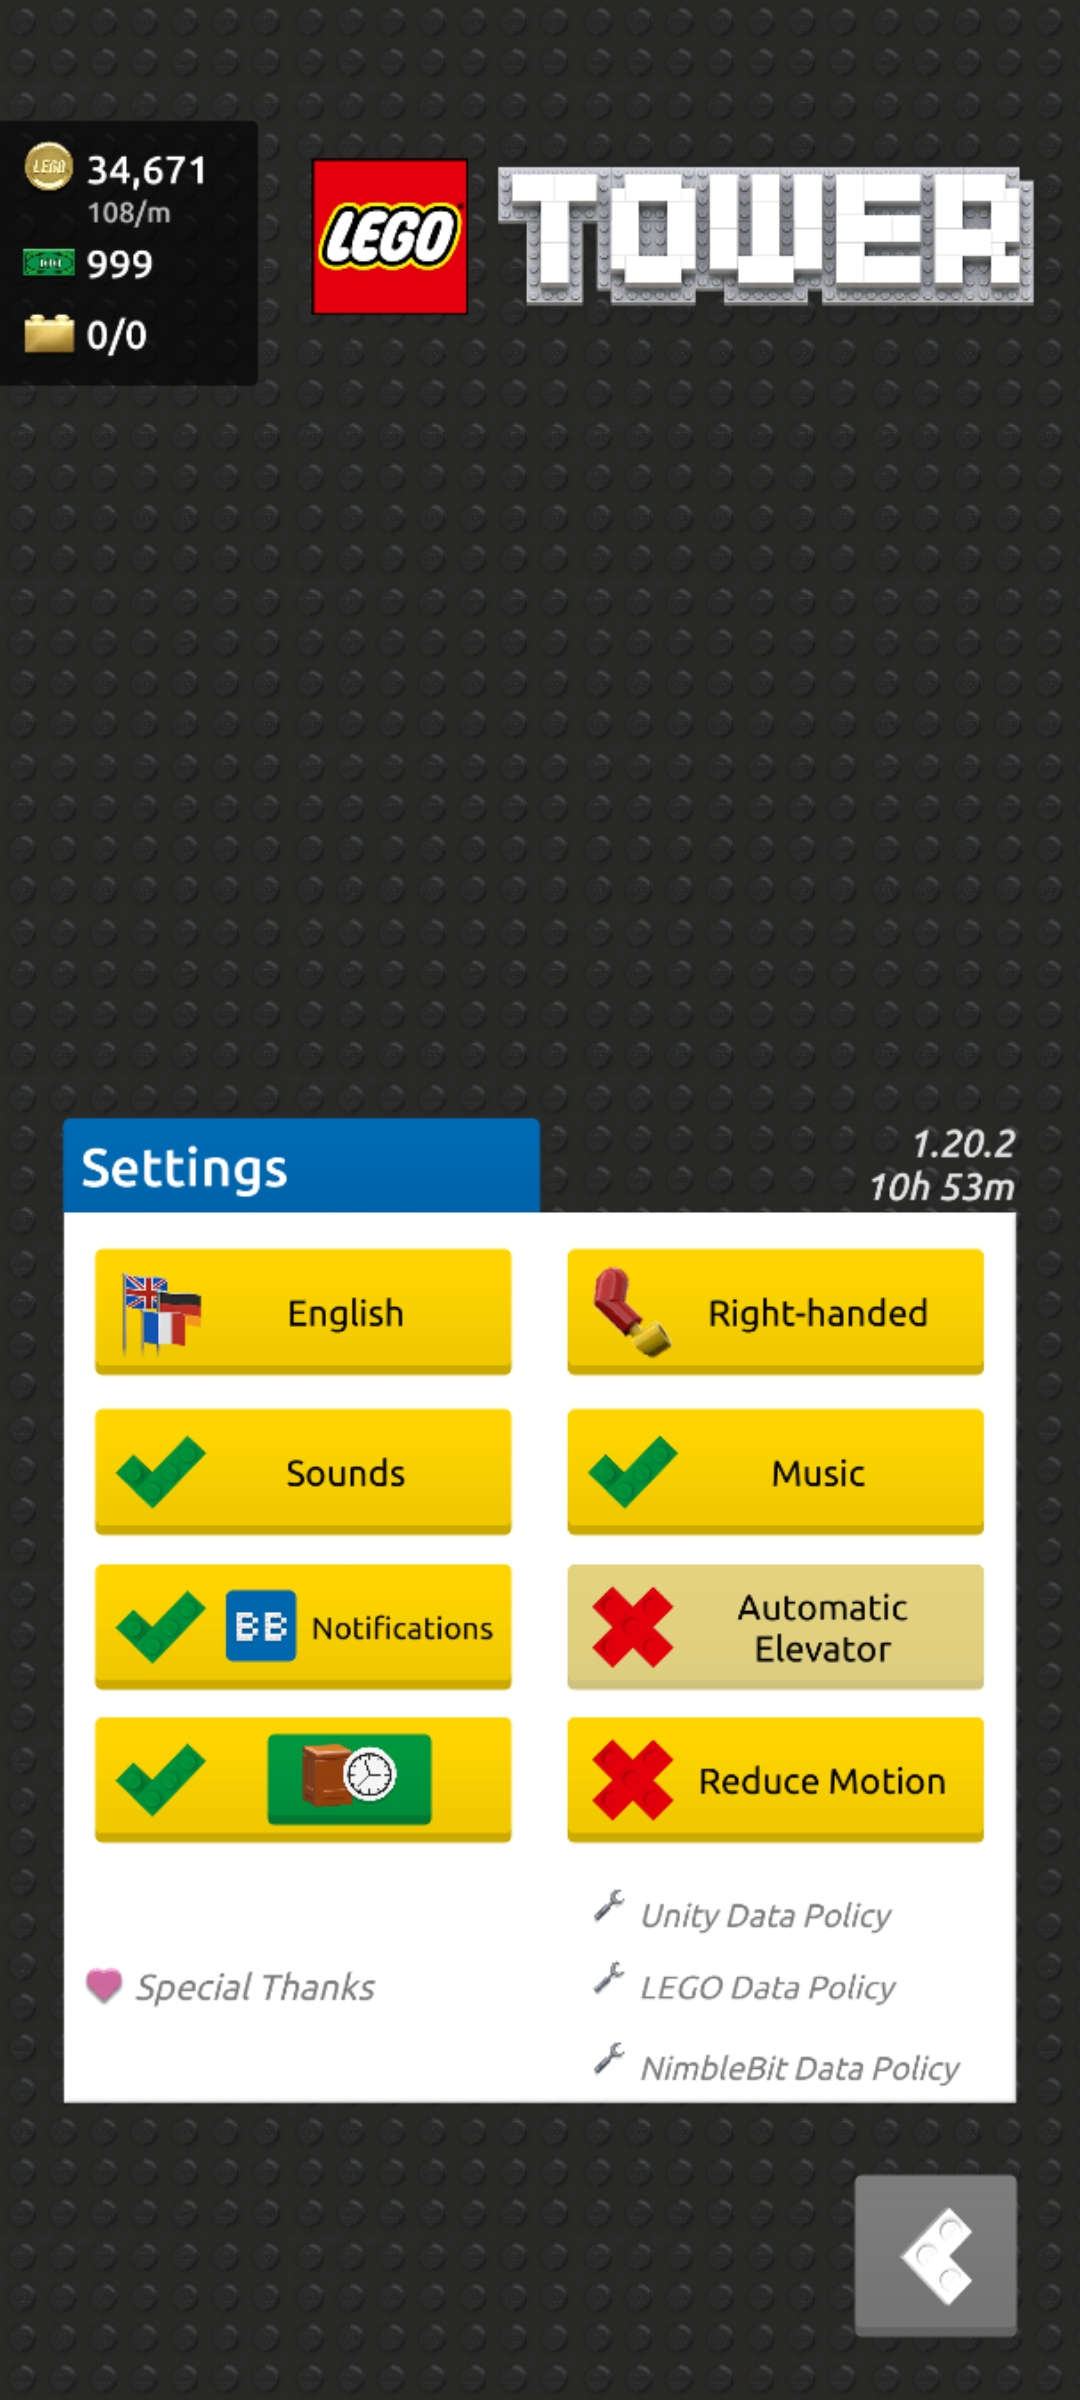 LEGO
34,671
108/m
999
0/0
LEGO TOWER
Settings
1.20.2
10h 53m
English
Right-handed
Sounds
Music
BB Notifications
Automatic
Elevator
Reduce Motion
Unity Data Policy
Special Thanks
LEGO Data Policy
NimbleBit Data Policy